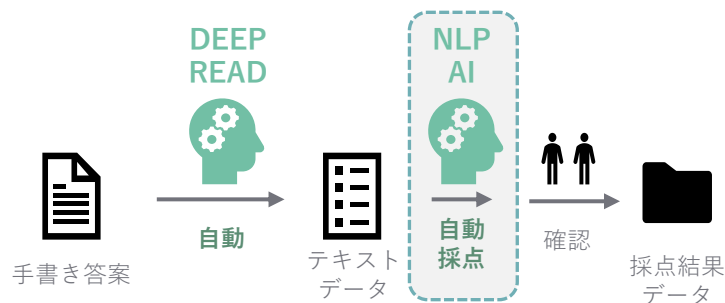 DEEP
READ
NLP
AI
自動
自動
採点
確認
手書き答案
テキスト
データ
採点結果
データ